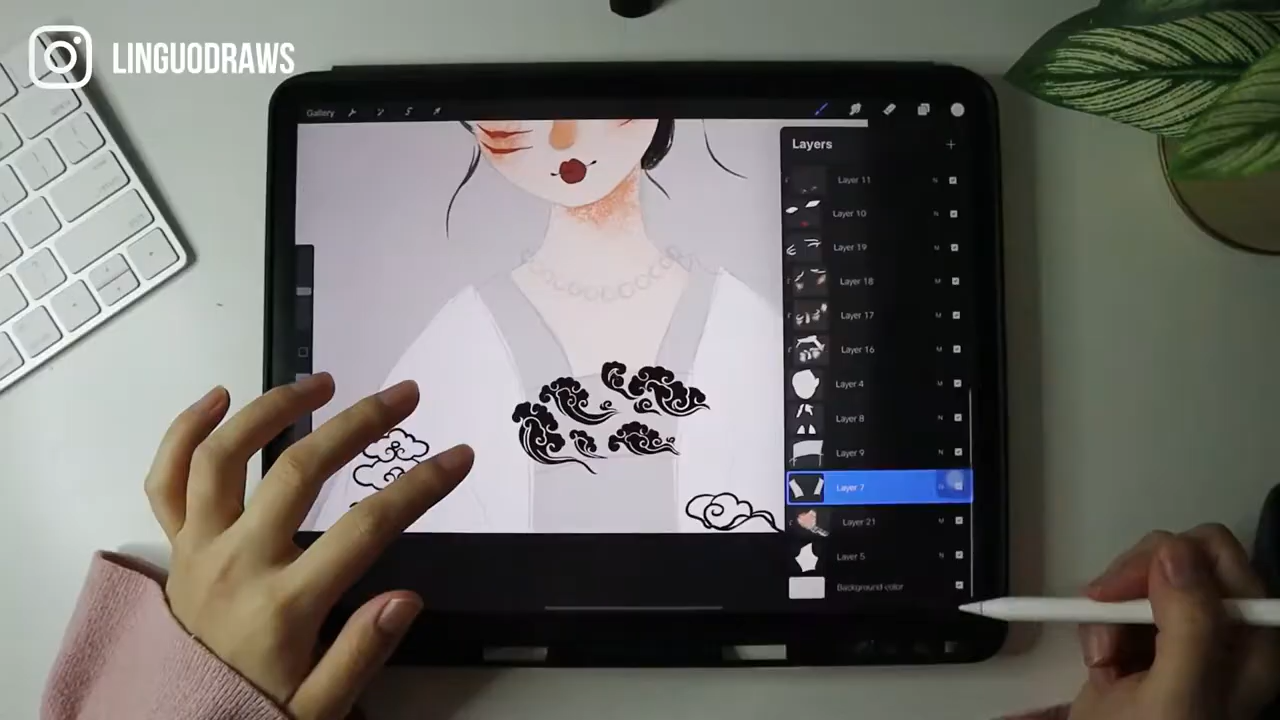 LINGUODRAWS
Gallery
Layers
Layer 11
N
Layer 10
N
Layer 19
M
Layer 18
M
Layer 17
M
Layer 16
M
Layer 4
N
Layer 8
M
Layer 9
N
Layer 7
Layer 21
M
Layer 5
N
Background color